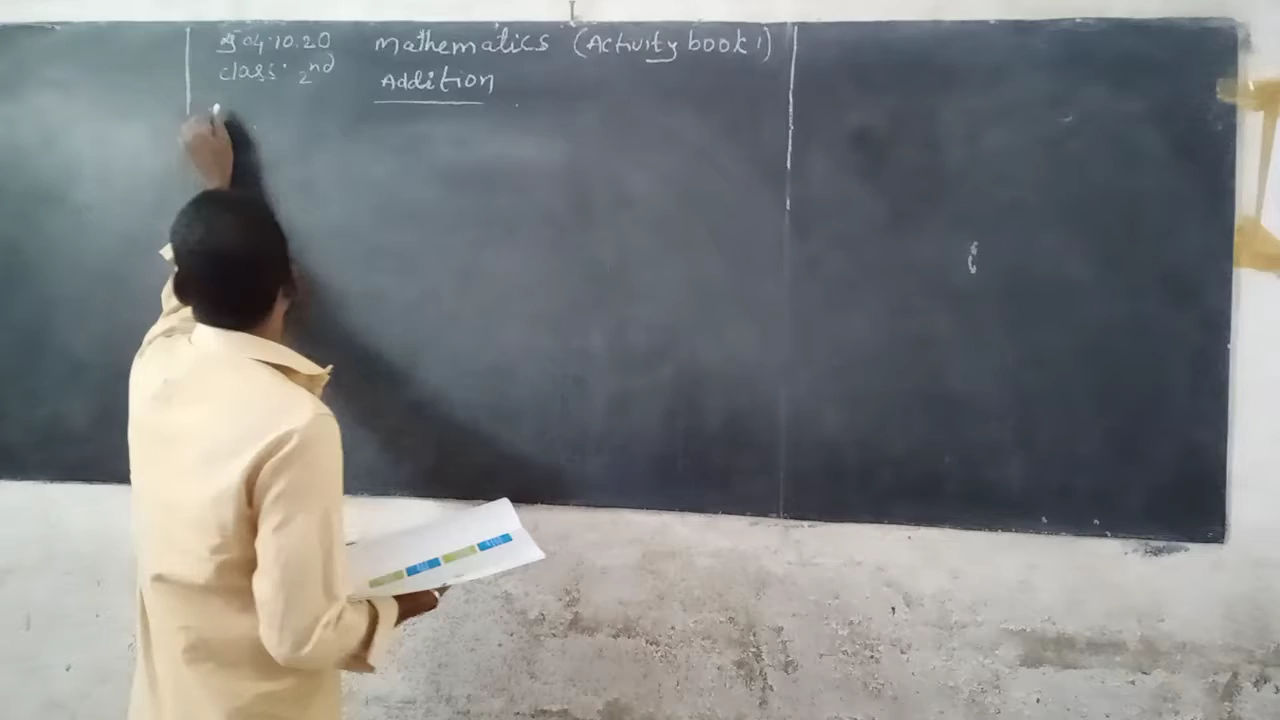 04.10.20 Mathematics (Activity book 1)
class: 2nd Addition